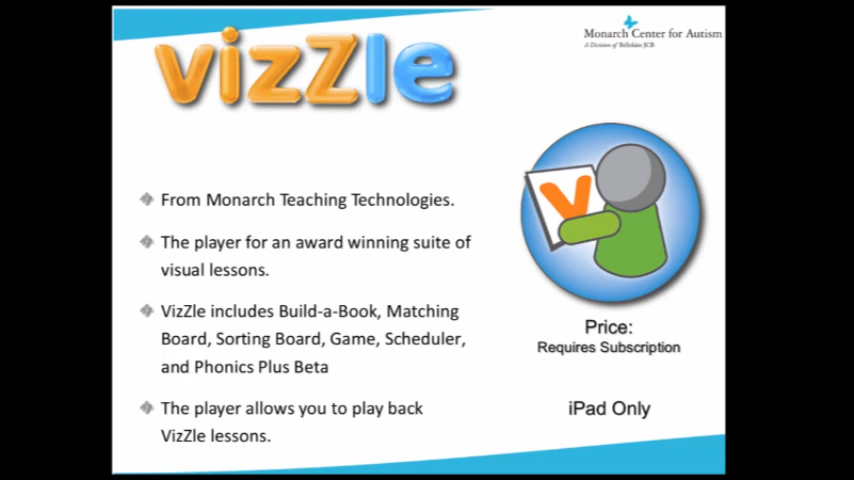 vizZle
Monarch Center for Autism
A Division of Bellefaire JCB
From Monarch Teaching Technologies.
The player for an award winning suite of
visual lessons.
VizZle includes Build-a-Book, Matching
Board, Sorting Board, Game, Scheduler,
and Phonics Plus Beta
The player allows you to play back
VizZle lessons.
V
Price:
Requires Subscription
iPad Only